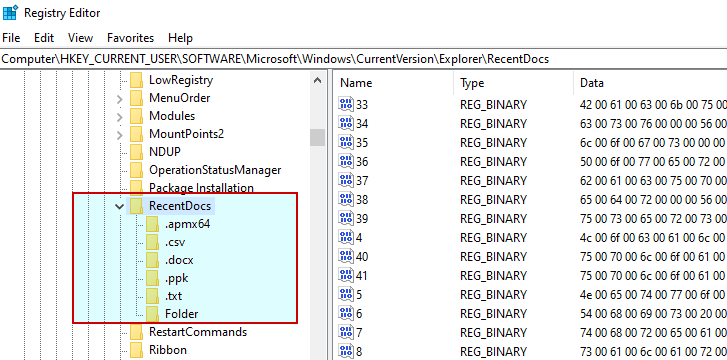 Registry Editor
File Edit View Favorites Help
Computer\HKEY_CURRENT_USER\SOFTWARE\Microsoft\Windows\CurrentVersion\Explorer\RecentDocs
LowRegistry
MenuOrder
Modules
MountPoints2
NDUP
OperationStatusManager
Package Installation
RecentDocs
.apmx64
.csv
.docx
.ppk
.txt
Folder
RestartCommands
Ribbon
Name Type Data
33 REG_BINARY 42 00 61 00 63 00 6b 00 75 00
34 REG_BINARY 63 00 73 00 76 00 00 00 56 00
35 REG_BINARY 6c 00 6f 00 67 00 73 00 00 00
36 REG_BINARY 50 00 6f 00 77 00 65 00 72 00
37 REG_BINARY 62 00 61 00 63 00 75 00 70 00
38 REG_BINARY 65 00 64 00 72 00 00 00 56 00
39 REG_BINARY 75 00 73 00 65 00 72 00 73 00
4 REG_BINARY 4c 00 6f 00 63 00 61 00 6c 00
40 REG_BINARY 75 00 70 00 6c 00 6f 00 61 00
41 REG_BINARY 75 00 70 00 6c 00 6f 00 61 00
5 REG_BINARY 4e 00 65 00 74 00 77 00 6f 00
6 REG_BINARY 54 00 68 00 69 00 73 00 20 00
7 REG_BINARY 74 00 68 00 72 00 65 00 61 00
8 REG_BINARY 73 00 61 00 6c 00 61 00 72 00